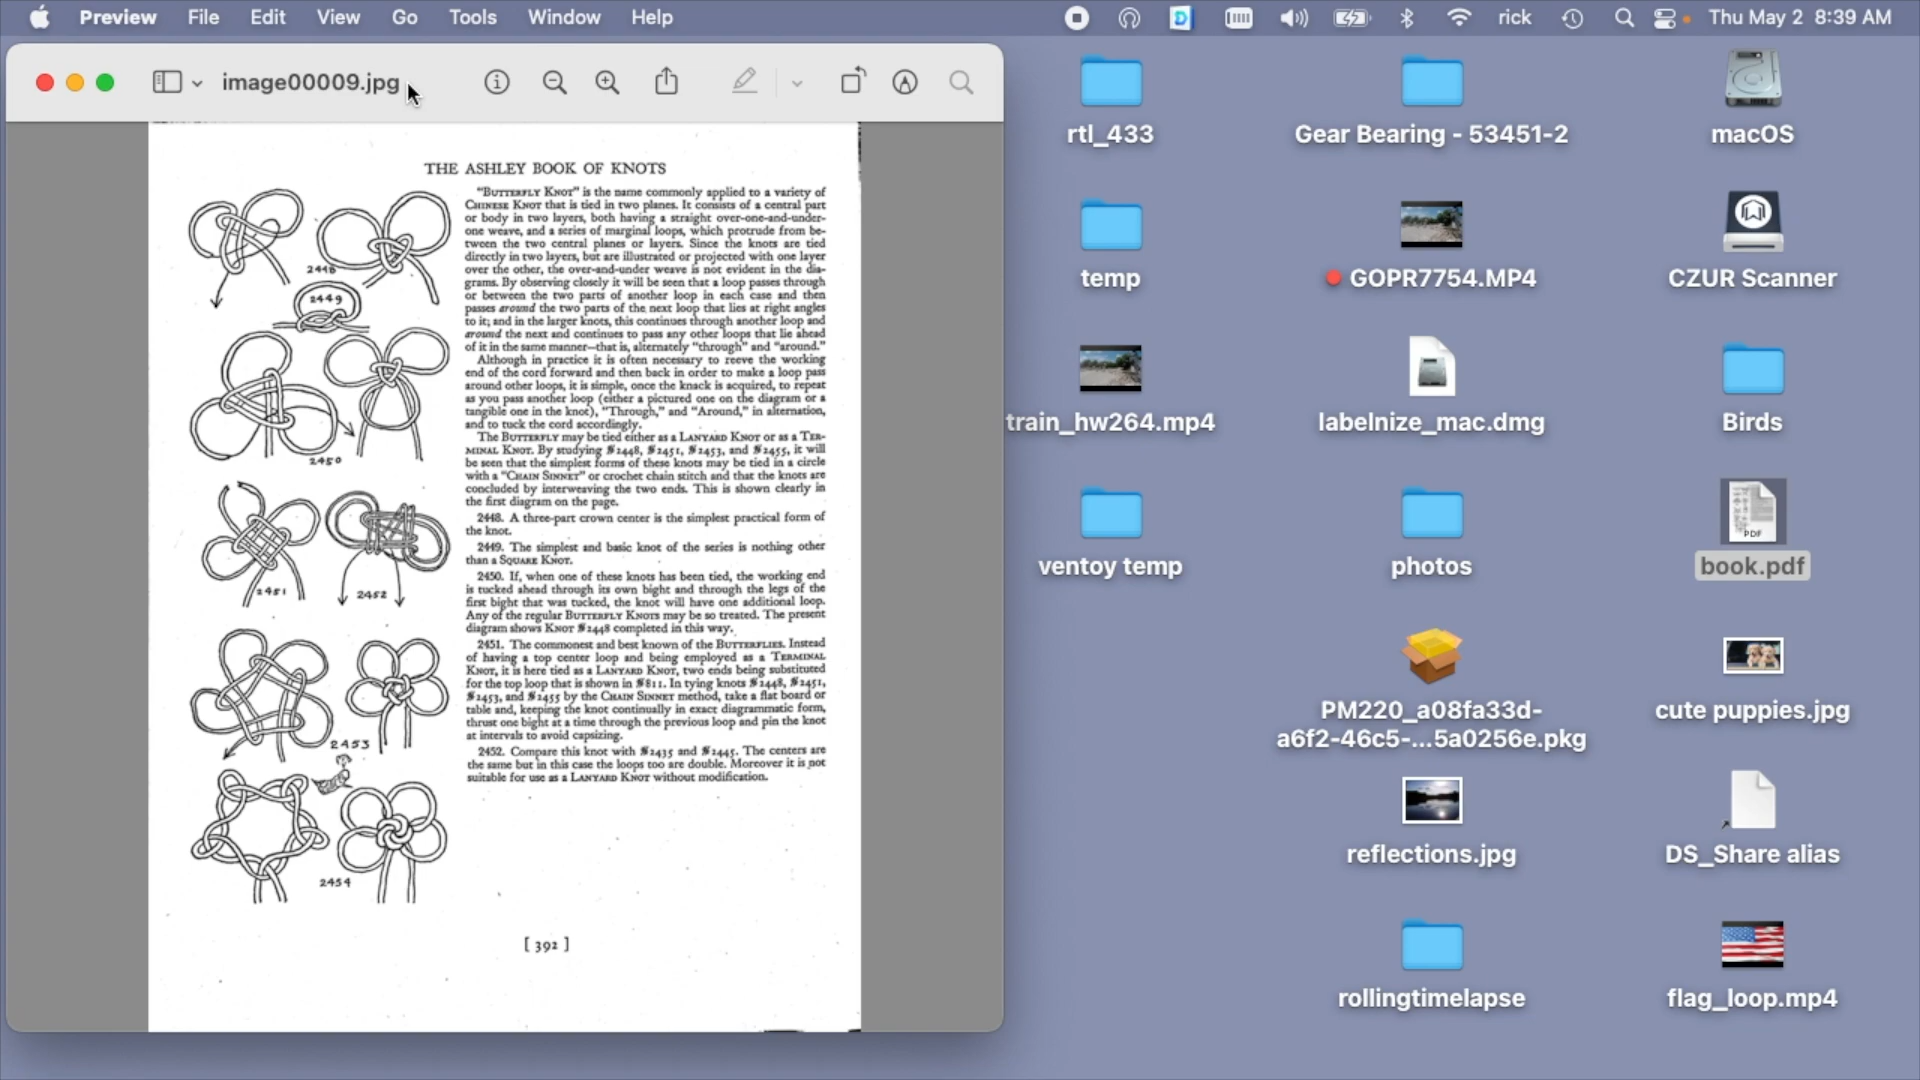 Preview File Edit View Go Tools Window Help
rick Thu May 2 8:39 AM
image00009.jpg
THE ASHLEY BOOK OF KNOTS
"BUTTERFLY KNOT" is the name commonly applied to a variety of
CHINESE KNOT that is tied in two planes. It consists of a central part
or body in two layers, both having a straight over-one-and-under-
one weave, and a series of marginal loops, which protrude from be-
tween the two central planes or layers. Since the knots are tied
directly in two layers, but are illustrated or projected with one layer
over the other, the over-and-under weave is not evident in the dia-
grams. By observing closely it will be seen that a loop passes through
or between the two parts of another loop in each case and then
passes around the two parts of the next loop that lies at right angles
to it; and in the larger knots, this continues through another loop and
around the next and continues to pass any other loops that lie ahead
of it in the same manner—that is, alternately "through" and "around."
Although in practice it is often necessary to reeve the working
end of the cord forward and then back in order to make a loop pass
around other loops, it is simple, once the knack is acquired, to repeat
as you pass another loop (either a pictured one on the diagram or a
tangible one in the knot), "Through," and "Around," in alternation,
and to tuck the cord accordingly.
The BUTTERFLY may be tied either as a LANYARD KNOT or as a TER-
MINAL KNOT. By studying #2448, #2451, #2453, and #2455, it will
be seen that the simplest forms of these knots may be tied in a circle
with a "CHAIN SINNET" or crochet chain stitch and that the knots are
concluded by interweaving the two ends. This is shown clearly in
the first diagram on the page.
2448. A three-part crown center is the simplest practical form of
the knot.
2449. The simplest and basic knot of the series is nothing other
than a SQUARE KNOT.
2450. If, when one of these knots has been tied, the working end
is tucked ahead through its own bight and through the legs of the
first bight that was tucked, the knot will have one additional loop.
Any of the regular BUTTERFLY KNOTS may be so treated. The present
diagram shows KNOT #2448 completed in this way.
2451. The commonest and best known of the BUTTERFLIES. Instead
of having a top center loop and being employed as a TERMINAL
KNOT, it is here tied as a LANYARD KNOT, two ends being substituted
for the top loop that is shown in #811. In tying knots #2448, #2451,
#2453, and #2455 by the CHAIN SINNET method, take a flat board or
table and, keeping the knot continually in exact diagrammatic form,
thrust one bight at a time through the previous loop and pin the knot
at intervals to avoid capsizing.
2452. Compare this knot with #2435 and #2445. The centers are
the same but in this case the loops too are double. Moreover it is not
suitable for use as a LANYARD KNOT without modification.
2448
2449
2450
2451
2452
2453
2454
[ 392 ]
rtl_433
Gear Bearing - 53451-2
macOS
temp
GOPR7754.MP4
CZUR Scanner
train_hw264.mp4
labelnize_mac.dmg
Birds
ventoy temp
photos
PDF
book.pdf
PM220_a08fa33d-
a6f2-46c5-...5a0256e.pkg
cute puppies.jpg
reflections.jpg
DS_Share alias
rollingtimelapse
flag_loop.mp4